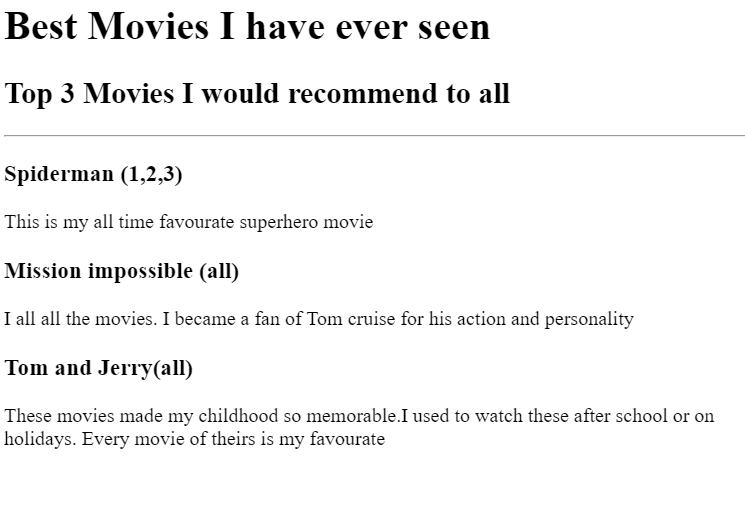 Best Movies I have ever seen
Top 3 Movies I would recommend to all
Spiderman (1,2,3)
This is my all time favourate superhero movie
Mission impossible (all)
I all all the movies. I became a fan of Tom cruise for his action and personality
Tom and Jerry(all)
These movies made my childhood so memorable.I used to watch these after school or on
holidays. Every movie of theirs is my favourate